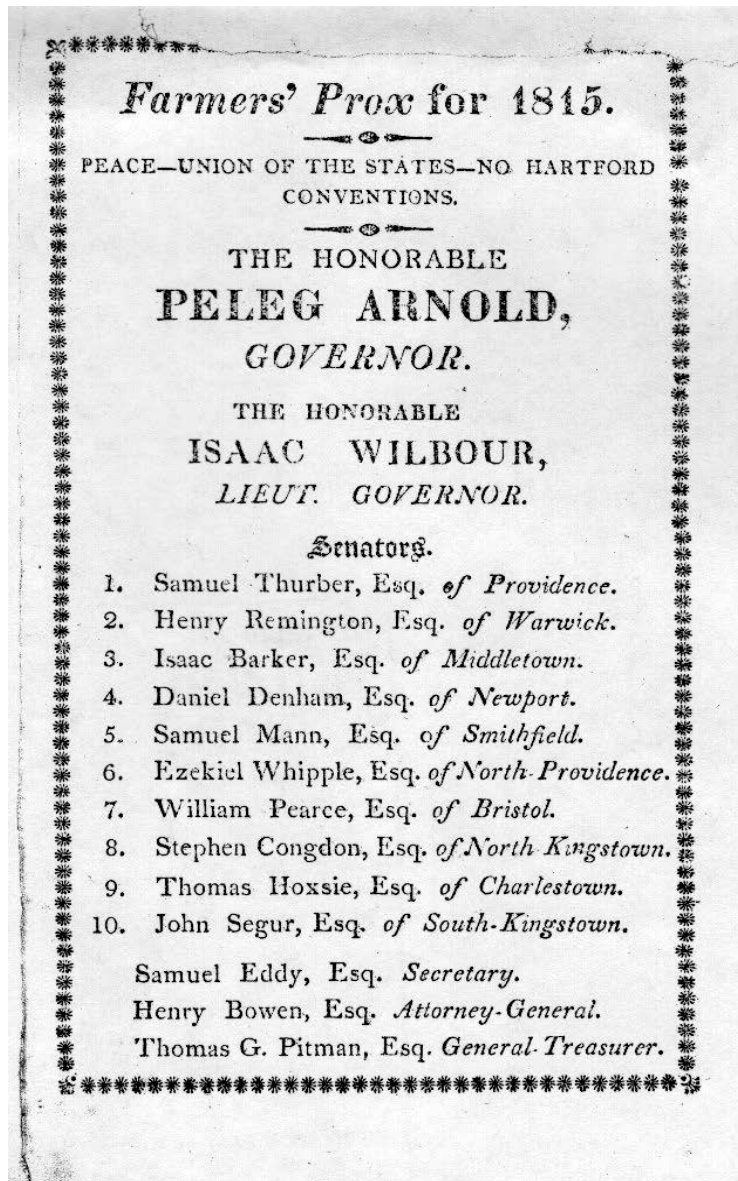 Farmers' Prox for 1815.
PEACE—UNION OF THE STATES—NO HARTFORD
CONVENTIONS.
THE HONORABLE
PELEG ARNOLD,
GOVERNOR.
THE HONORABLE
ISAAC WILBOUR,
LIEUT. GOVERNOR.
Senators.
1. Samuel Thurber, Esq. of Providence.
2. Henry Remington, Esq. of Warwick.
3. Isaac Barker, Esq. of Middletown.
4. Daniel Denham, Esq. of Newport.
5. Samuel Mann, Esq. of Smithfield.
6. Ezekiel Whipple, Esq. of North-Providence.
7. William Pearce, Esq. of Bristol.
8. Stephen Congdon, Esq. of North Kingstown.
9. Thomas Hoxsie, Esq. of Charlestown.
10. John Segur, Esq. of South-Kingstown.
Samuel Eddy, Esq. Secretary.
Henry Bowen, Esq. Attorney-General.
Thomas G. Pitman, Esq. General-Treasurer.